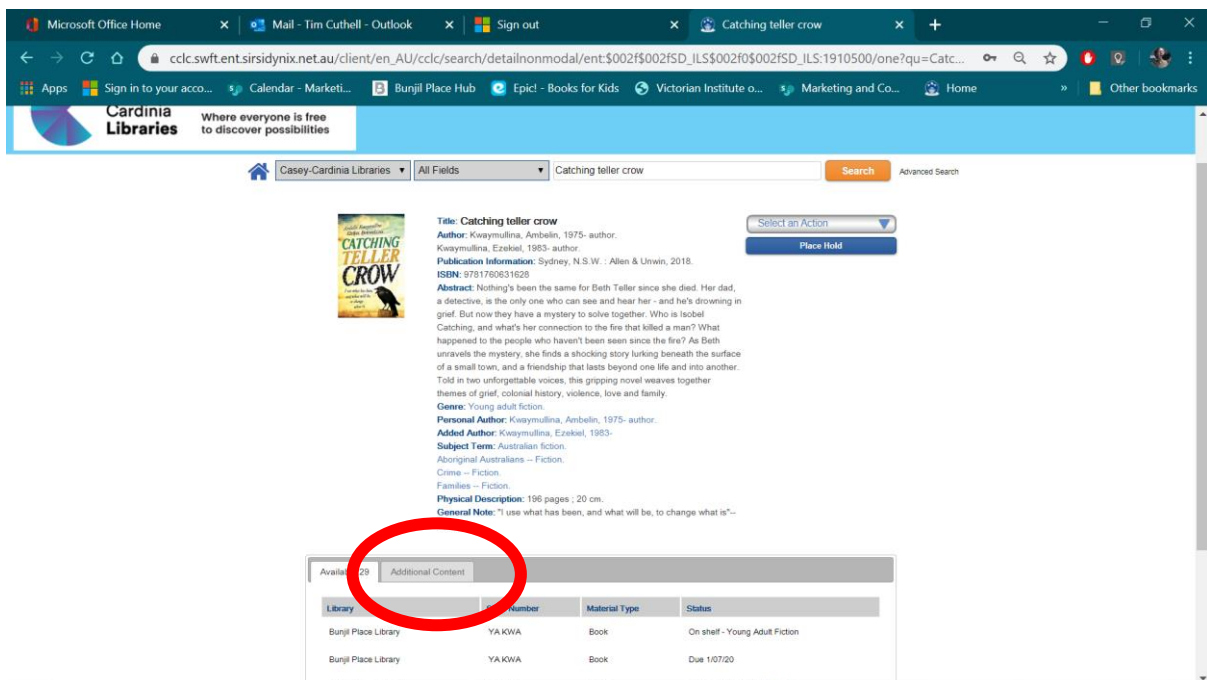 Microsoft Office Home
Mail - Tim Cuthell - Outlook
Sign out
Catching teller crow
cclc.swft.ent.sirsidynix.net.au/client/en_AU/cclc/search/detailnonmodal/ent:$002f$002fSD_ILS$002f0$002fSD_ILS:1910500/one?qu=Catc...
Apps Sign in to your acco... Calendar - Marketi... Bunjil Place Hub Epic! - Books for Kids Victorian Institute o... Marketing and Co... Home » Other bookmarks
Cardinia
Libraries
Where everyone is free
to discover possibilities
Casey-Cardinia Libraries All Fields Catching teller crow Search Advanced Search
CATCHING
TELLER
CROW
Title: Catching teller crow
Author: Kwaymullina, Ambelin, 1975- author.
Kwaymullina, Ezekiel, 1983- author.
Publication Information: Sydney, N.S.W. : Allen & Unwin, 2018.
ISBN: 9781760631628
Abstract: Nothing's been the same for Beth Teller since she died. Her dad,
a detective, is the only one who can see and hear her - and he's drowning in
grief. But now they have a mystery to solve together. Who is Isobel
Catching, and what's her connection to the fire that killed a man? What
happened to the people who haven't been seen since the fire? As Beth
unravels the mystery, she finds a shocking story lurking beneath the surface
of a small town, and a friendship that lasts beyond one life and into another.
Told in two unforgettable voices, this gripping novel weaves together
themes of grief, colonial history, violence, love and family.
Genre: Young adult fiction.
Personal Author: Kwaymullina, Ambelin, 1975- author.
Added Author: Kwaymullina, Ezekiel, 1983-
Subject Term: Australian fiction.
Aboriginal Australians -- Fiction.
Crime -- Fiction.
Families -- Fiction.
Physical Description: 196 pages ; 20 cm.
General Note: "I use what has been, and what will be, to change what is"--
Select an Action
Place Hold
29 Additional Content
Library Number Material Type Status
Bunjil Place Library YA KWA Book On shelf - Young Adult Fiction
Bunjil Place Library YA KWA Book Due 1/07/20